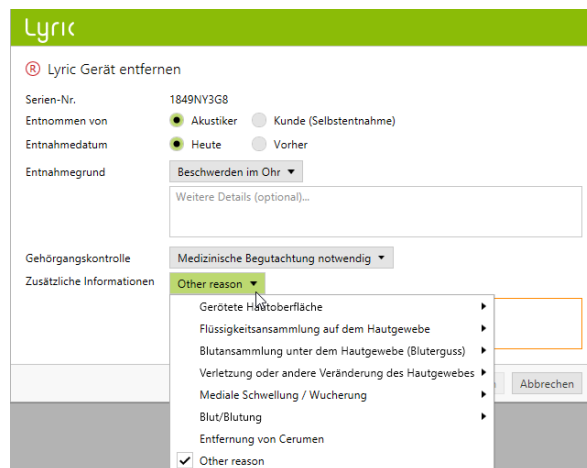 Lyric
® Lyric Gerät entfernen
Serien-Nr. 1849NY3G8
Entnommen von Akustiker Kunde (Selbstentnahme)
Entnahmedatum Heute Vorher
Entnahmegrund Beschwerden im Ohr
Weitere Details (optional)...
Gehörgangskontrolle Medizinische Begutachtung notwendig
Zusätzliche Informationen Other reason
Gerötete Hautoberfläche
Flüssigkeitsansammlung auf dem Hautgewebe
Blutansammlung unter dem Hautgewebe (Bluterguss)
Verletzung oder andere Veränderung des Hautgewebes
Mediale Schwellung / Wucherung
Abbrechen
Blut/Blutung
Entfernung von Cerumen
Other reason